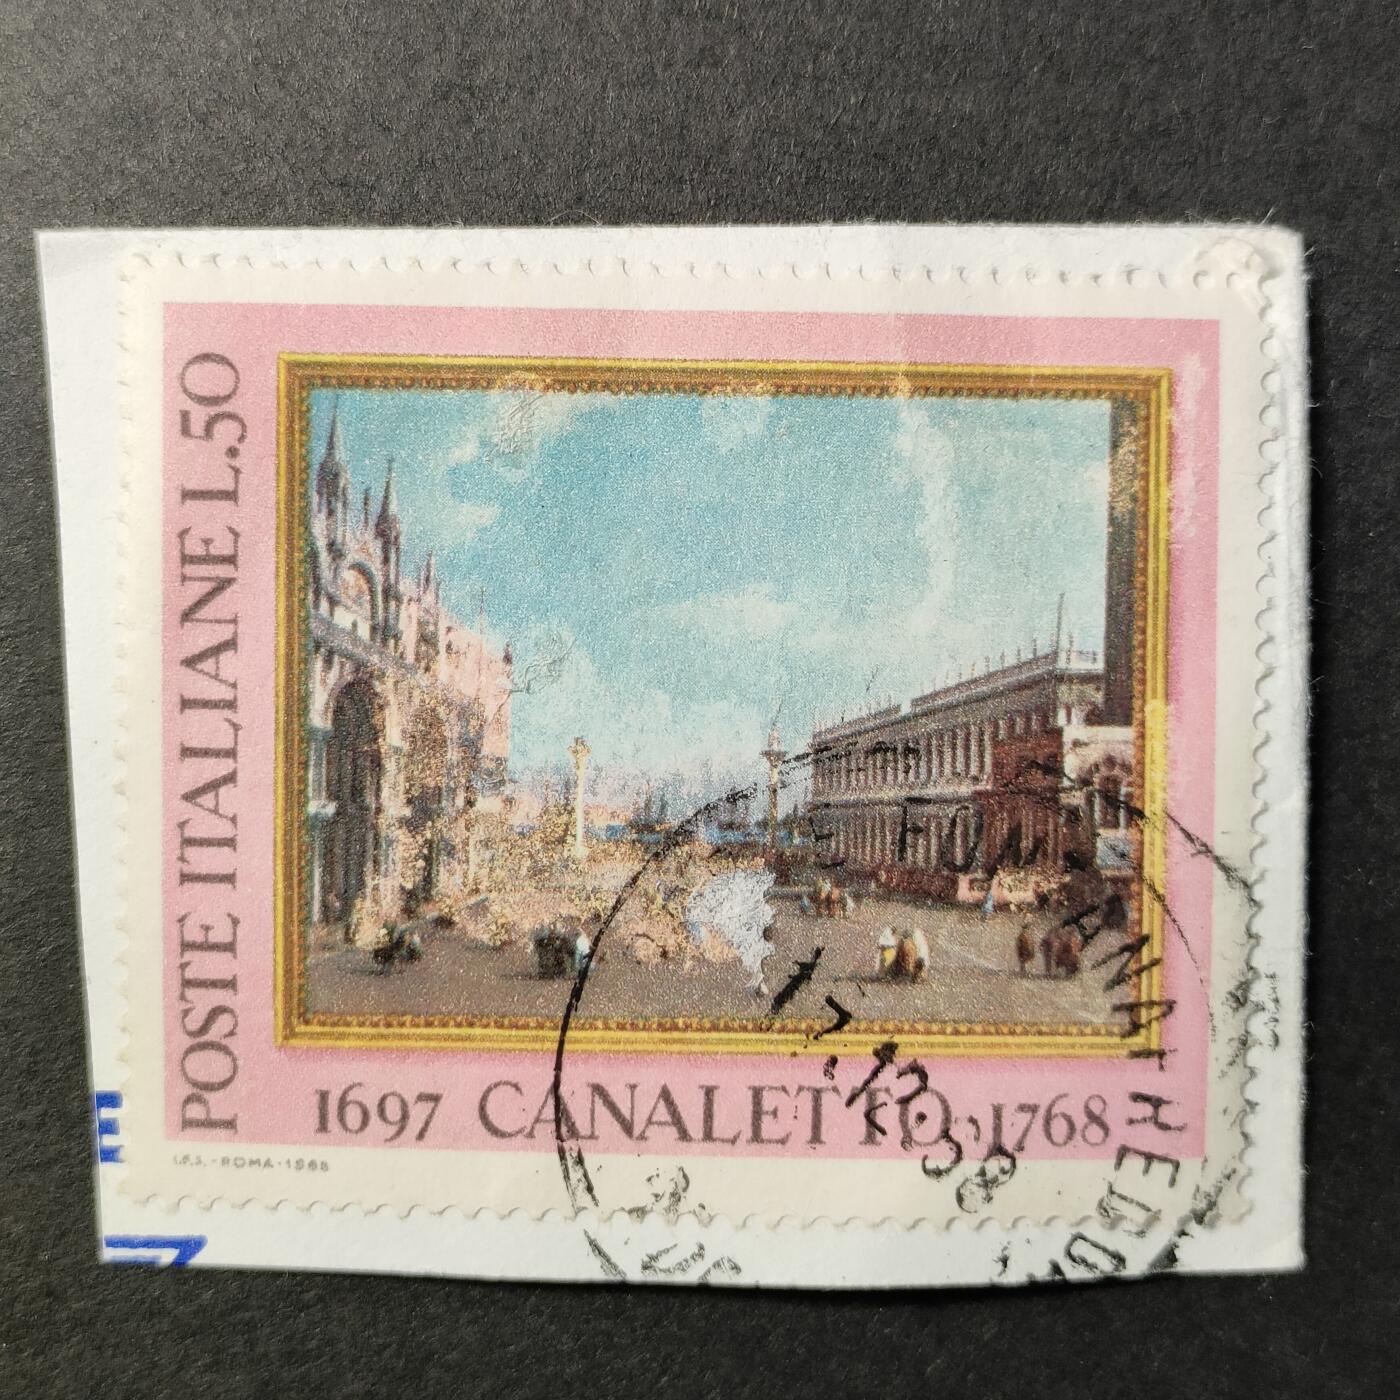 POSTE ITALIANE L.50
1697 CANALETTO 1768
I.P.S. - ROMA - 1968